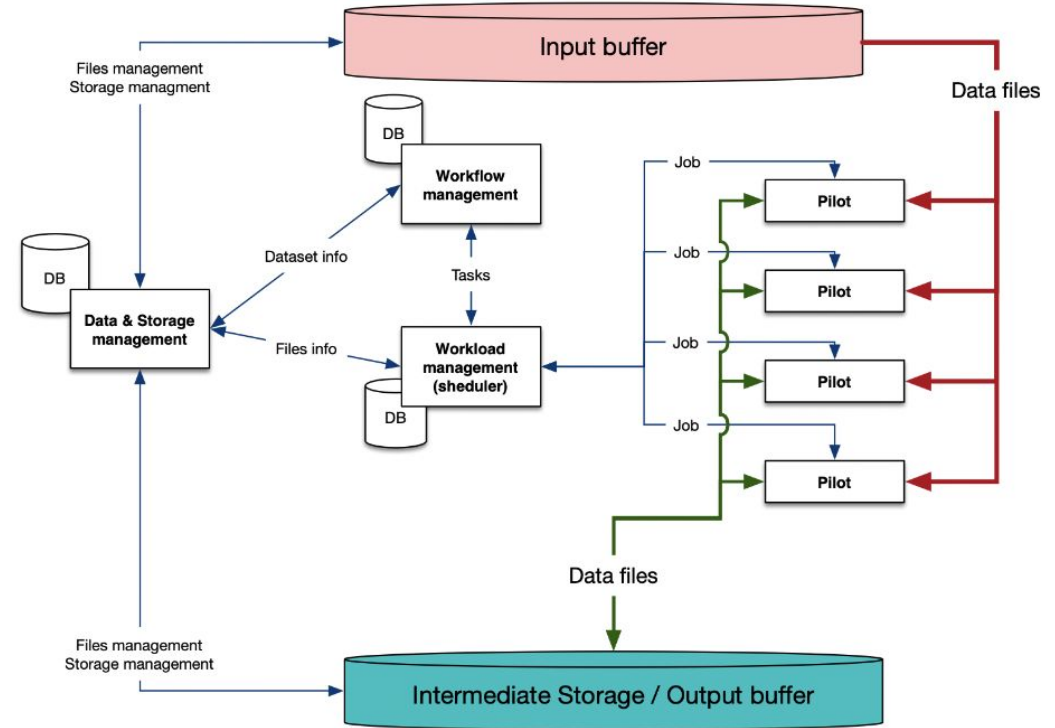 Input buffer
Files management
Storage managment
Data files
DB
Workflow
management
Job
Pilot
Job
Pilot
Dataset info
Tasks
DB
Data & Storage
management
Files info
Workload
management
(sheduler)
DB
Job
Pilot
Job
Pilot
Data files
Files management
Storage management
Intermediate Storage / Output buffer